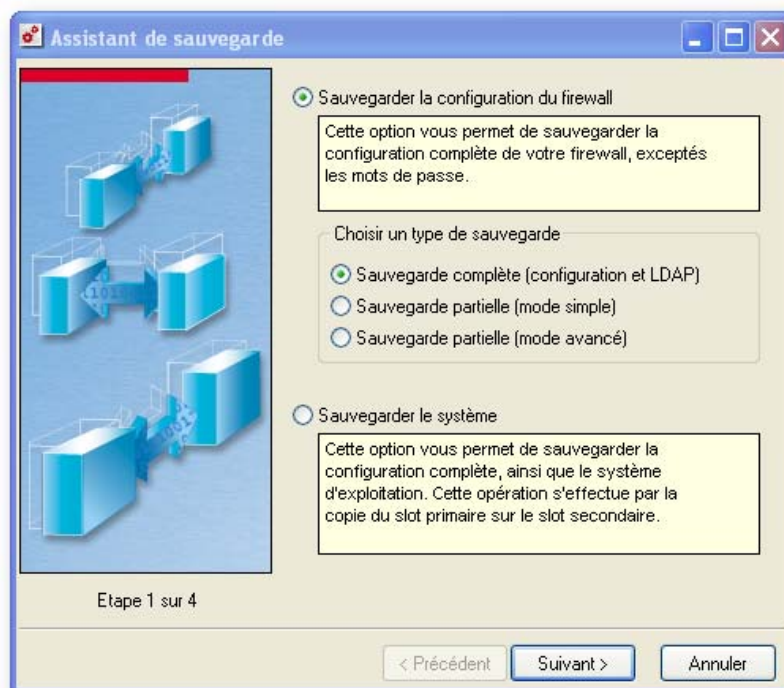 Assistant de sauvegarde
Sauvegarder la configuration du firewall
Cette option vous permet de sauvegarder la
configuration complète de votre firewall, exceptés
les mots de passe.
Choisir un type de sauvegarde
Sauvegarde complète (configuration et LDAP)
Sauvegarde partielle (mode simple)
Sauvegarde partielle (mode avancé)
Sauvegarder le système
Cette option vous permet de sauvegarder la
configuration complète, ainsi que le système
d'exploitation. Cette opération s'effectue par la
copie du slot primaire sur le slot secondaire.
Etape 1 sur 4
< Précédent
Suivant >
Annuler